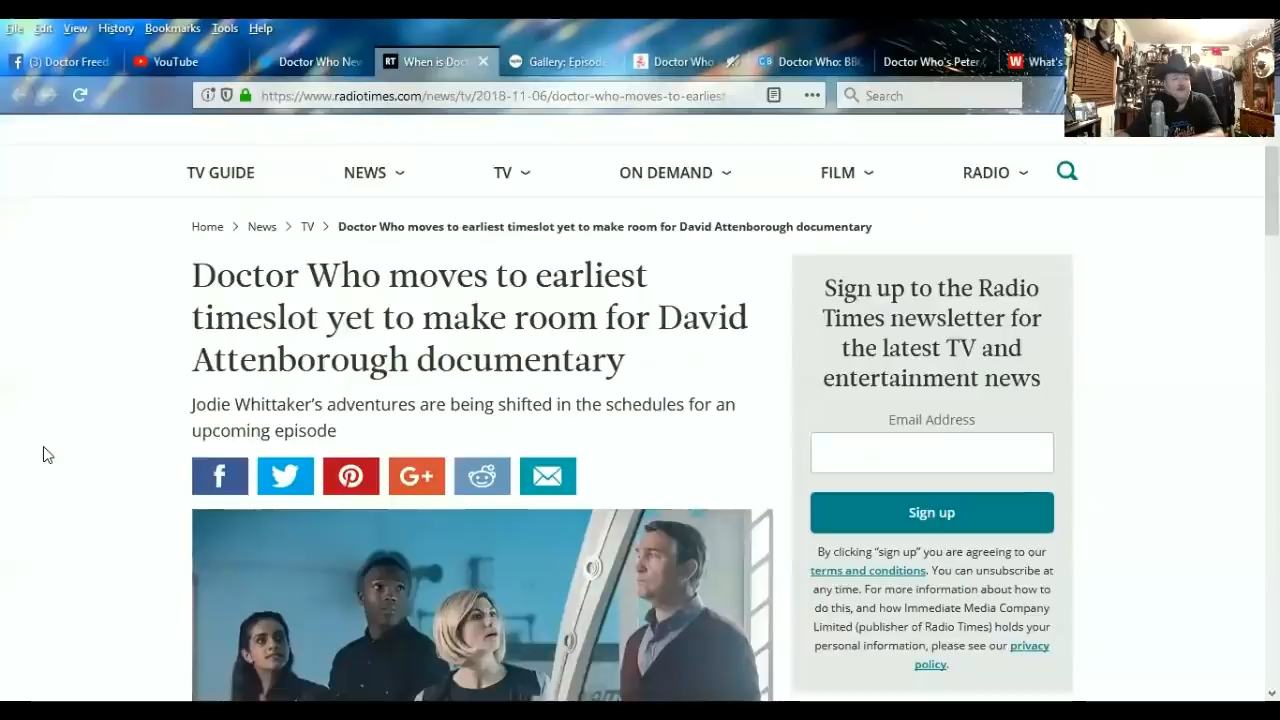 File Edit View History Bookmarks Tools Help
(3) Doctor Freed
YouTube
Doctor Who New
RT When is Doc
Gallery: Episode
Doctor Who
CB Doctor Who: BBC
Doctor Who's Peter
W What's
https://www.radiotimes.com/news/tv/2018-11-06/doctor-who-moves-to-earliest
Search
TV GUIDE NEWS TV ON DEMAND FILM RADIO
Home > News > TV > Doctor Who moves to earliest timeslot yet to make room for David Attenborough documentary
Doctor Who moves to earliest
timeslot yet to make room for David
Attenborough documentary
Jodie Whittaker's adventures are being shifted in the schedules for an
upcoming episode
f
G+
Sign up to the Radio
Times newsletter for
the latest TV and
entertainment news
Email Address
Sign up
By clicking “sign up” you are agreeing to our
terms and conditions. You can unsubscribe at
any time. For more information about how to
do this, and how Immediate Media Company
Limited (publisher of Radio Times) holds your
personal information, please see our privacy
policy.